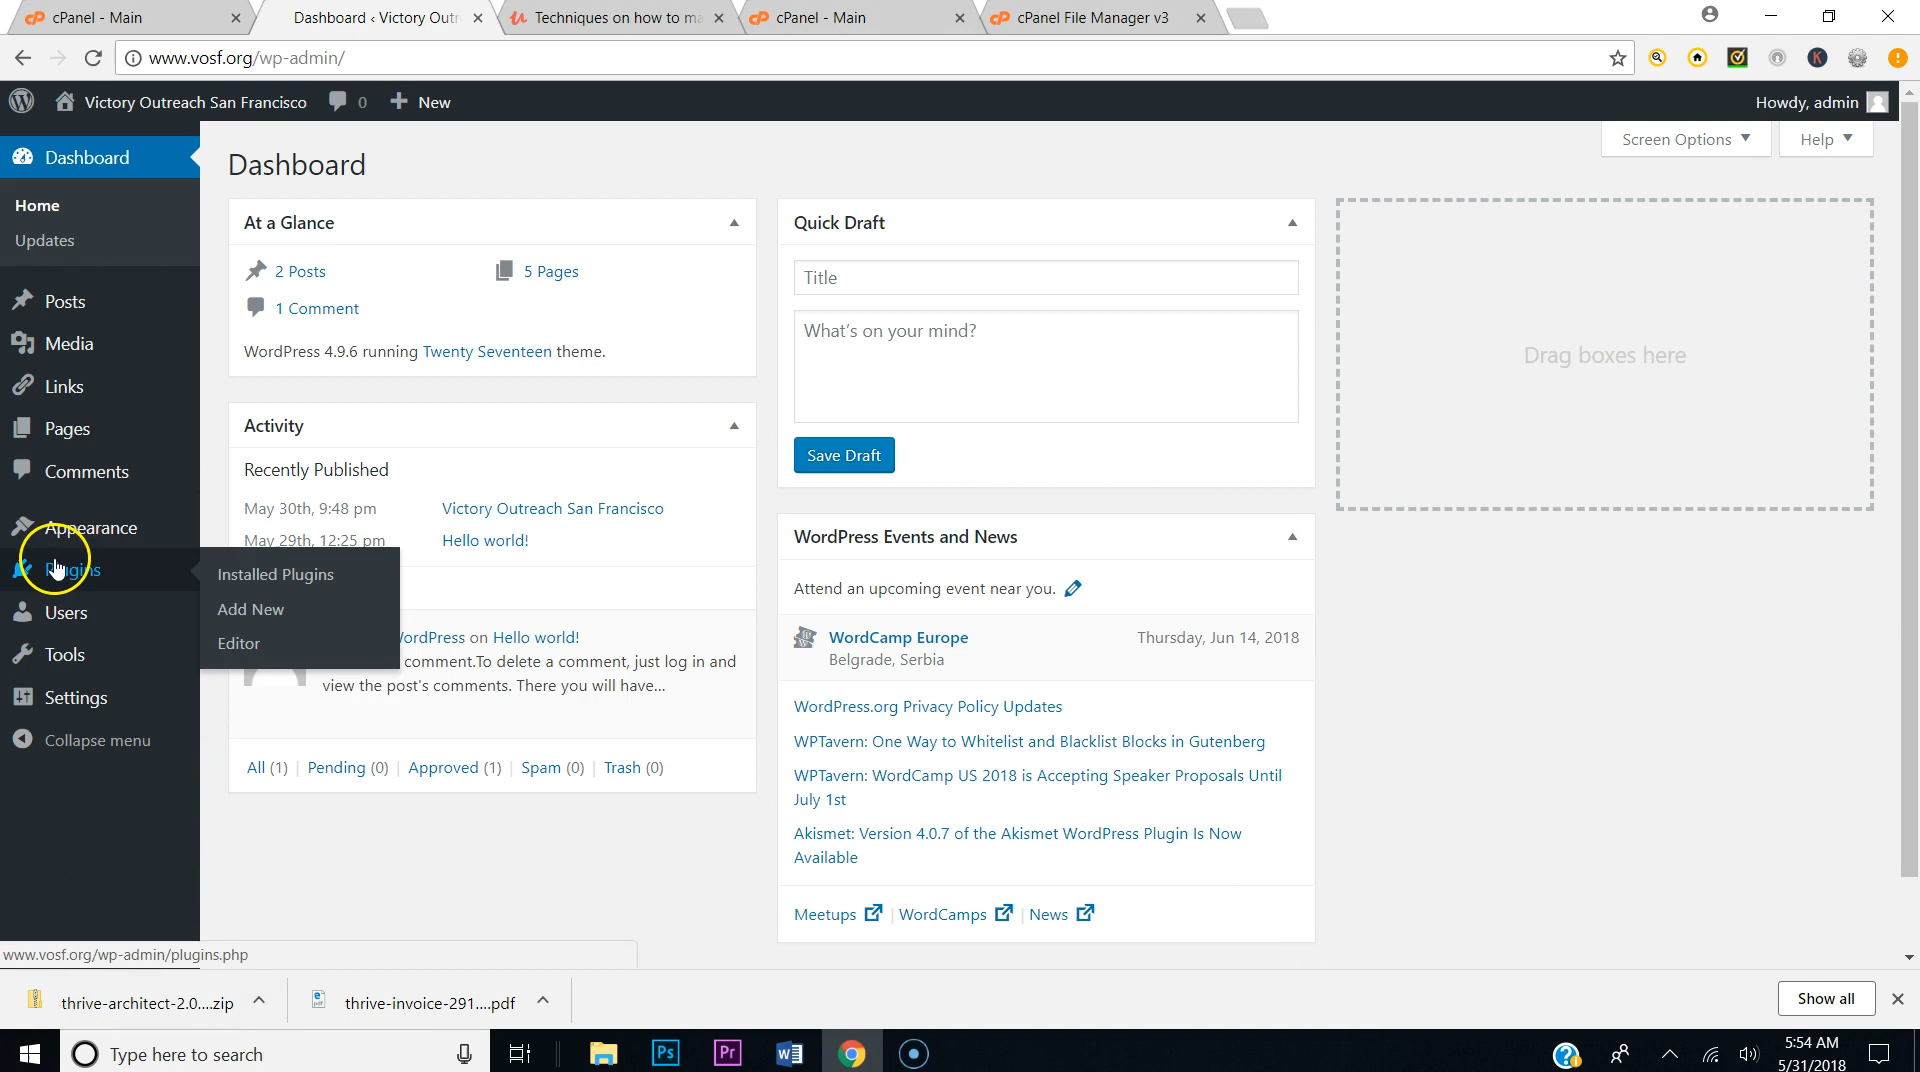 cPanel - Main
Dashboard ‹ Victory Outr
Techniques on how to ma
cPanel - Main
cPanel File Manager v3
www.vosf.org/wp-admin/
Victory Outreach San Francisco
0
New
Howdy, admin
Dashboard
Home
Updates
Posts
Media
Links
Pages
Comments
Appearance
Plugins
Users
Tools
Settings
Collapse menu
Installed Plugins
Add New
Editor
Dashboard
Screen Options
Help
At a Glance
2 Posts
5 Pages
1 Comment
WordPress 4.9.6 running Twenty Seventeen theme.
Activity
Recently Published
May 30th, 9:48 pm
Victory Outreach San Francisco
May 29th, 12:25 pm
Hello world!
WordPress on Hello world!
comment.To delete a comment, just log in and
view the post's comments. There you will have...
All (1) | Pending (0) | Approved (1) | Spam (0) | Trash (0)
Quick Draft
Title
What's on your mind?
Save Draft
WordPress Events and News
Attend an upcoming event near you.
WordCamp Europe
Thursday, Jun 14, 2018
Belgrade, Serbia
WordPress.org Privacy Policy Updates
WPTavern: One Way to Whitelist and Blacklist Blocks in Gutenberg
WPTavern: WordCamp US 2018 is Accepting Speaker Proposals Until
July 1st
Akismet: Version 4.0.7 of the Akismet WordPress Plugin Is Now
Available
Meetups | WordCamps | News
Drag boxes here
www.vosf.org/wp-admin/plugins.php
thrive-architect-2.0....zip
thrive-invoice-291....pdf
Show all
Type here to search
Ps
Pr
5:54 AM
5/31/2018